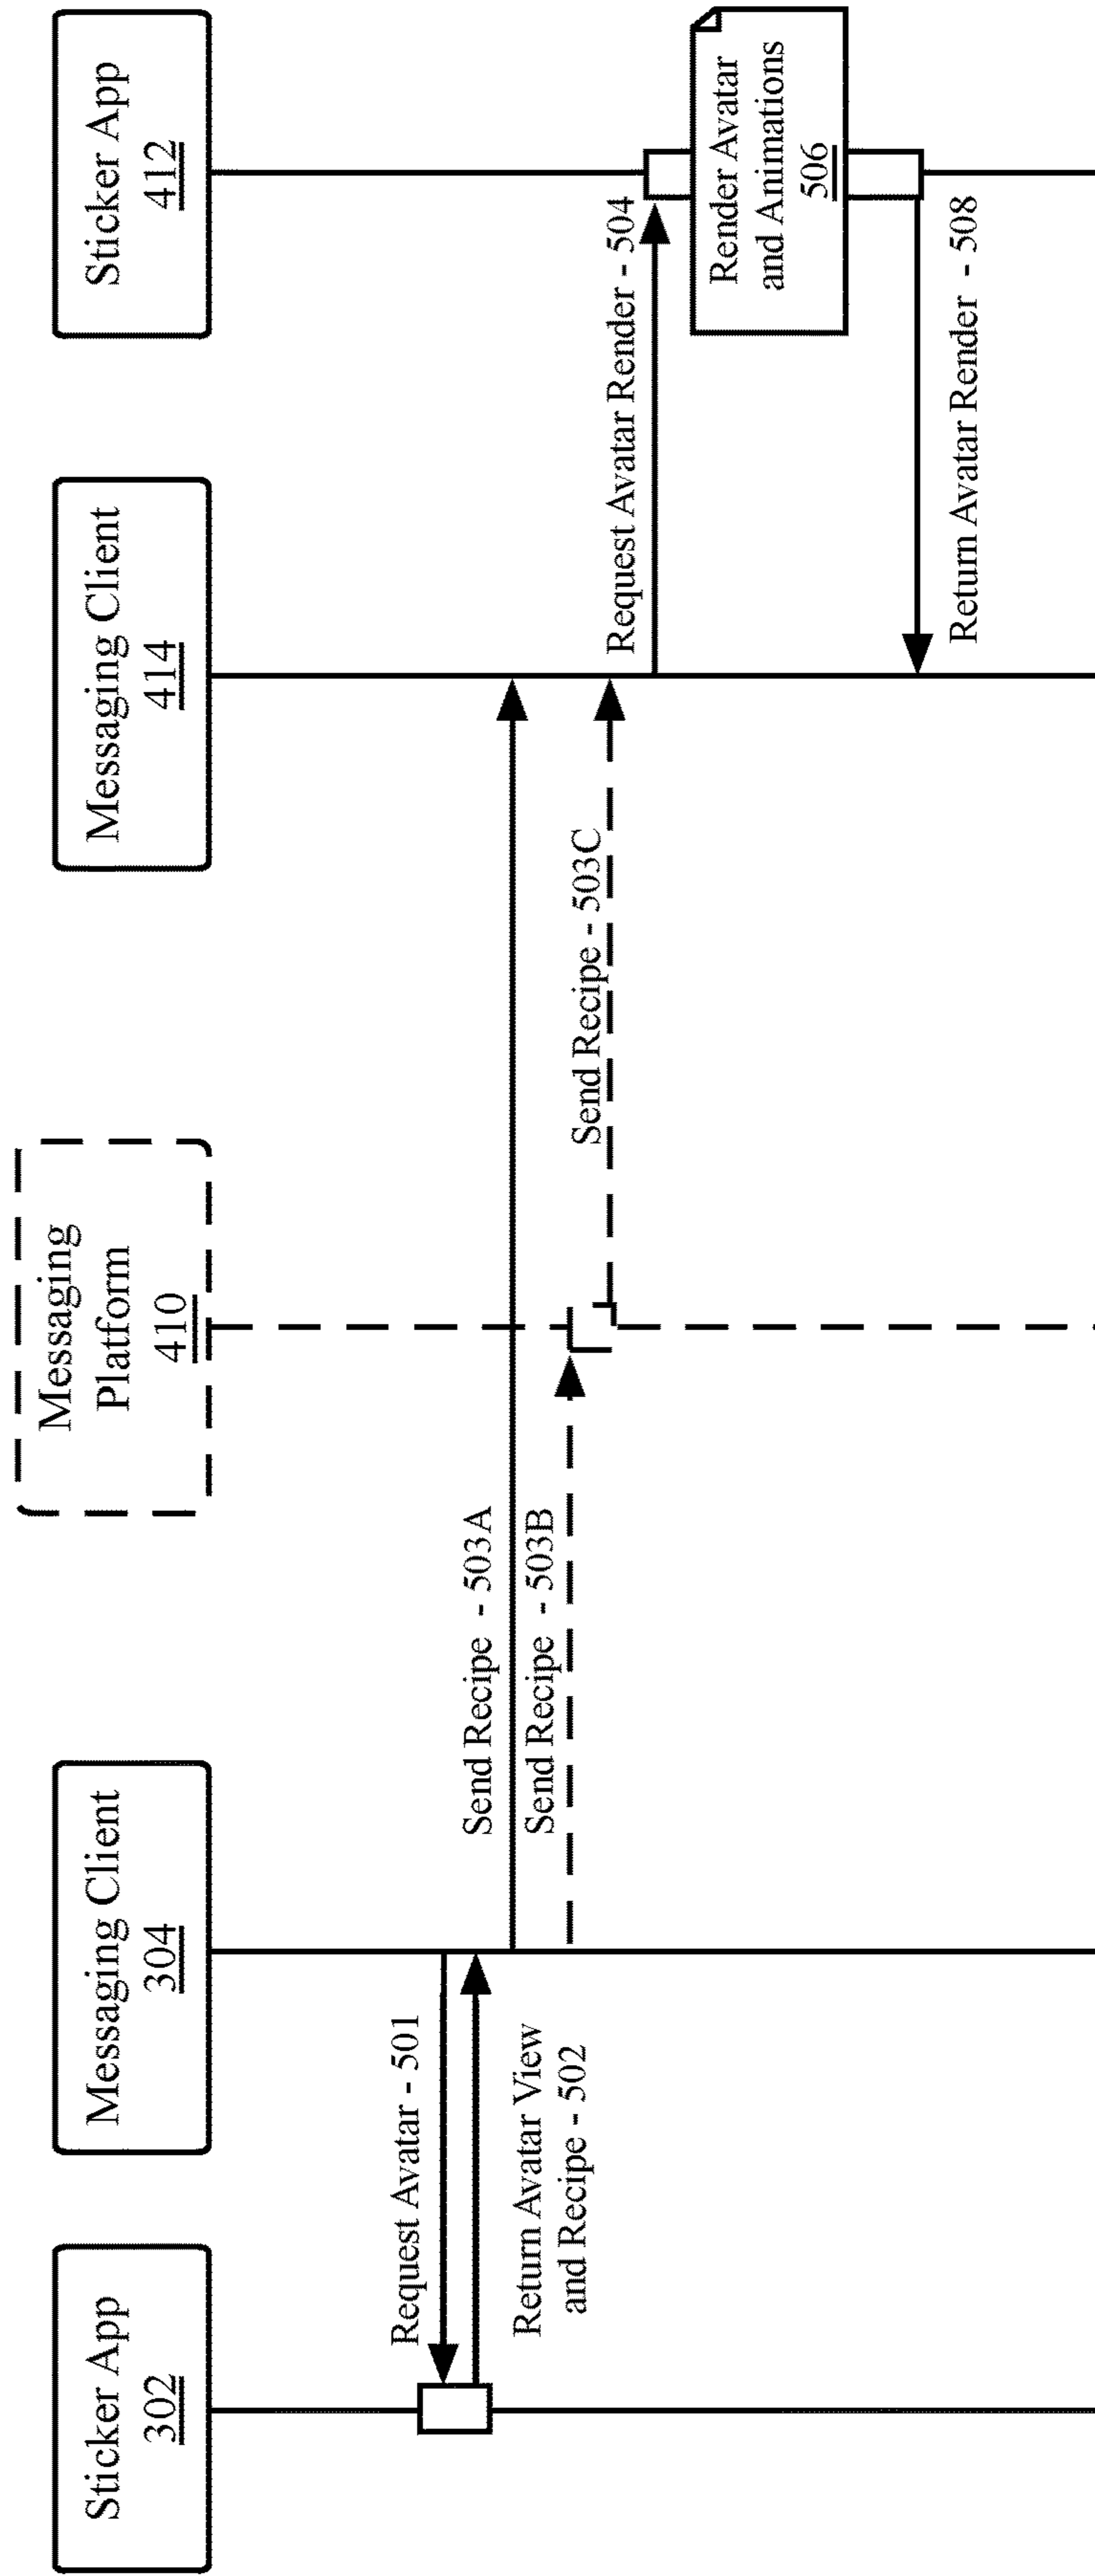 Sticker App
302
Messaging Client
304
Messaging
Platform
410
Messaging Client
414
Sticker App
412
Request Avatar - 501
Return Avatar View
and Recipe - 502
Send Recipe - 503A
Send Recipe - 503B
Send Recipe - 503C
Request Avatar Render - 504
Render Avatar
and Animations
506
Return Avatar Render - 508